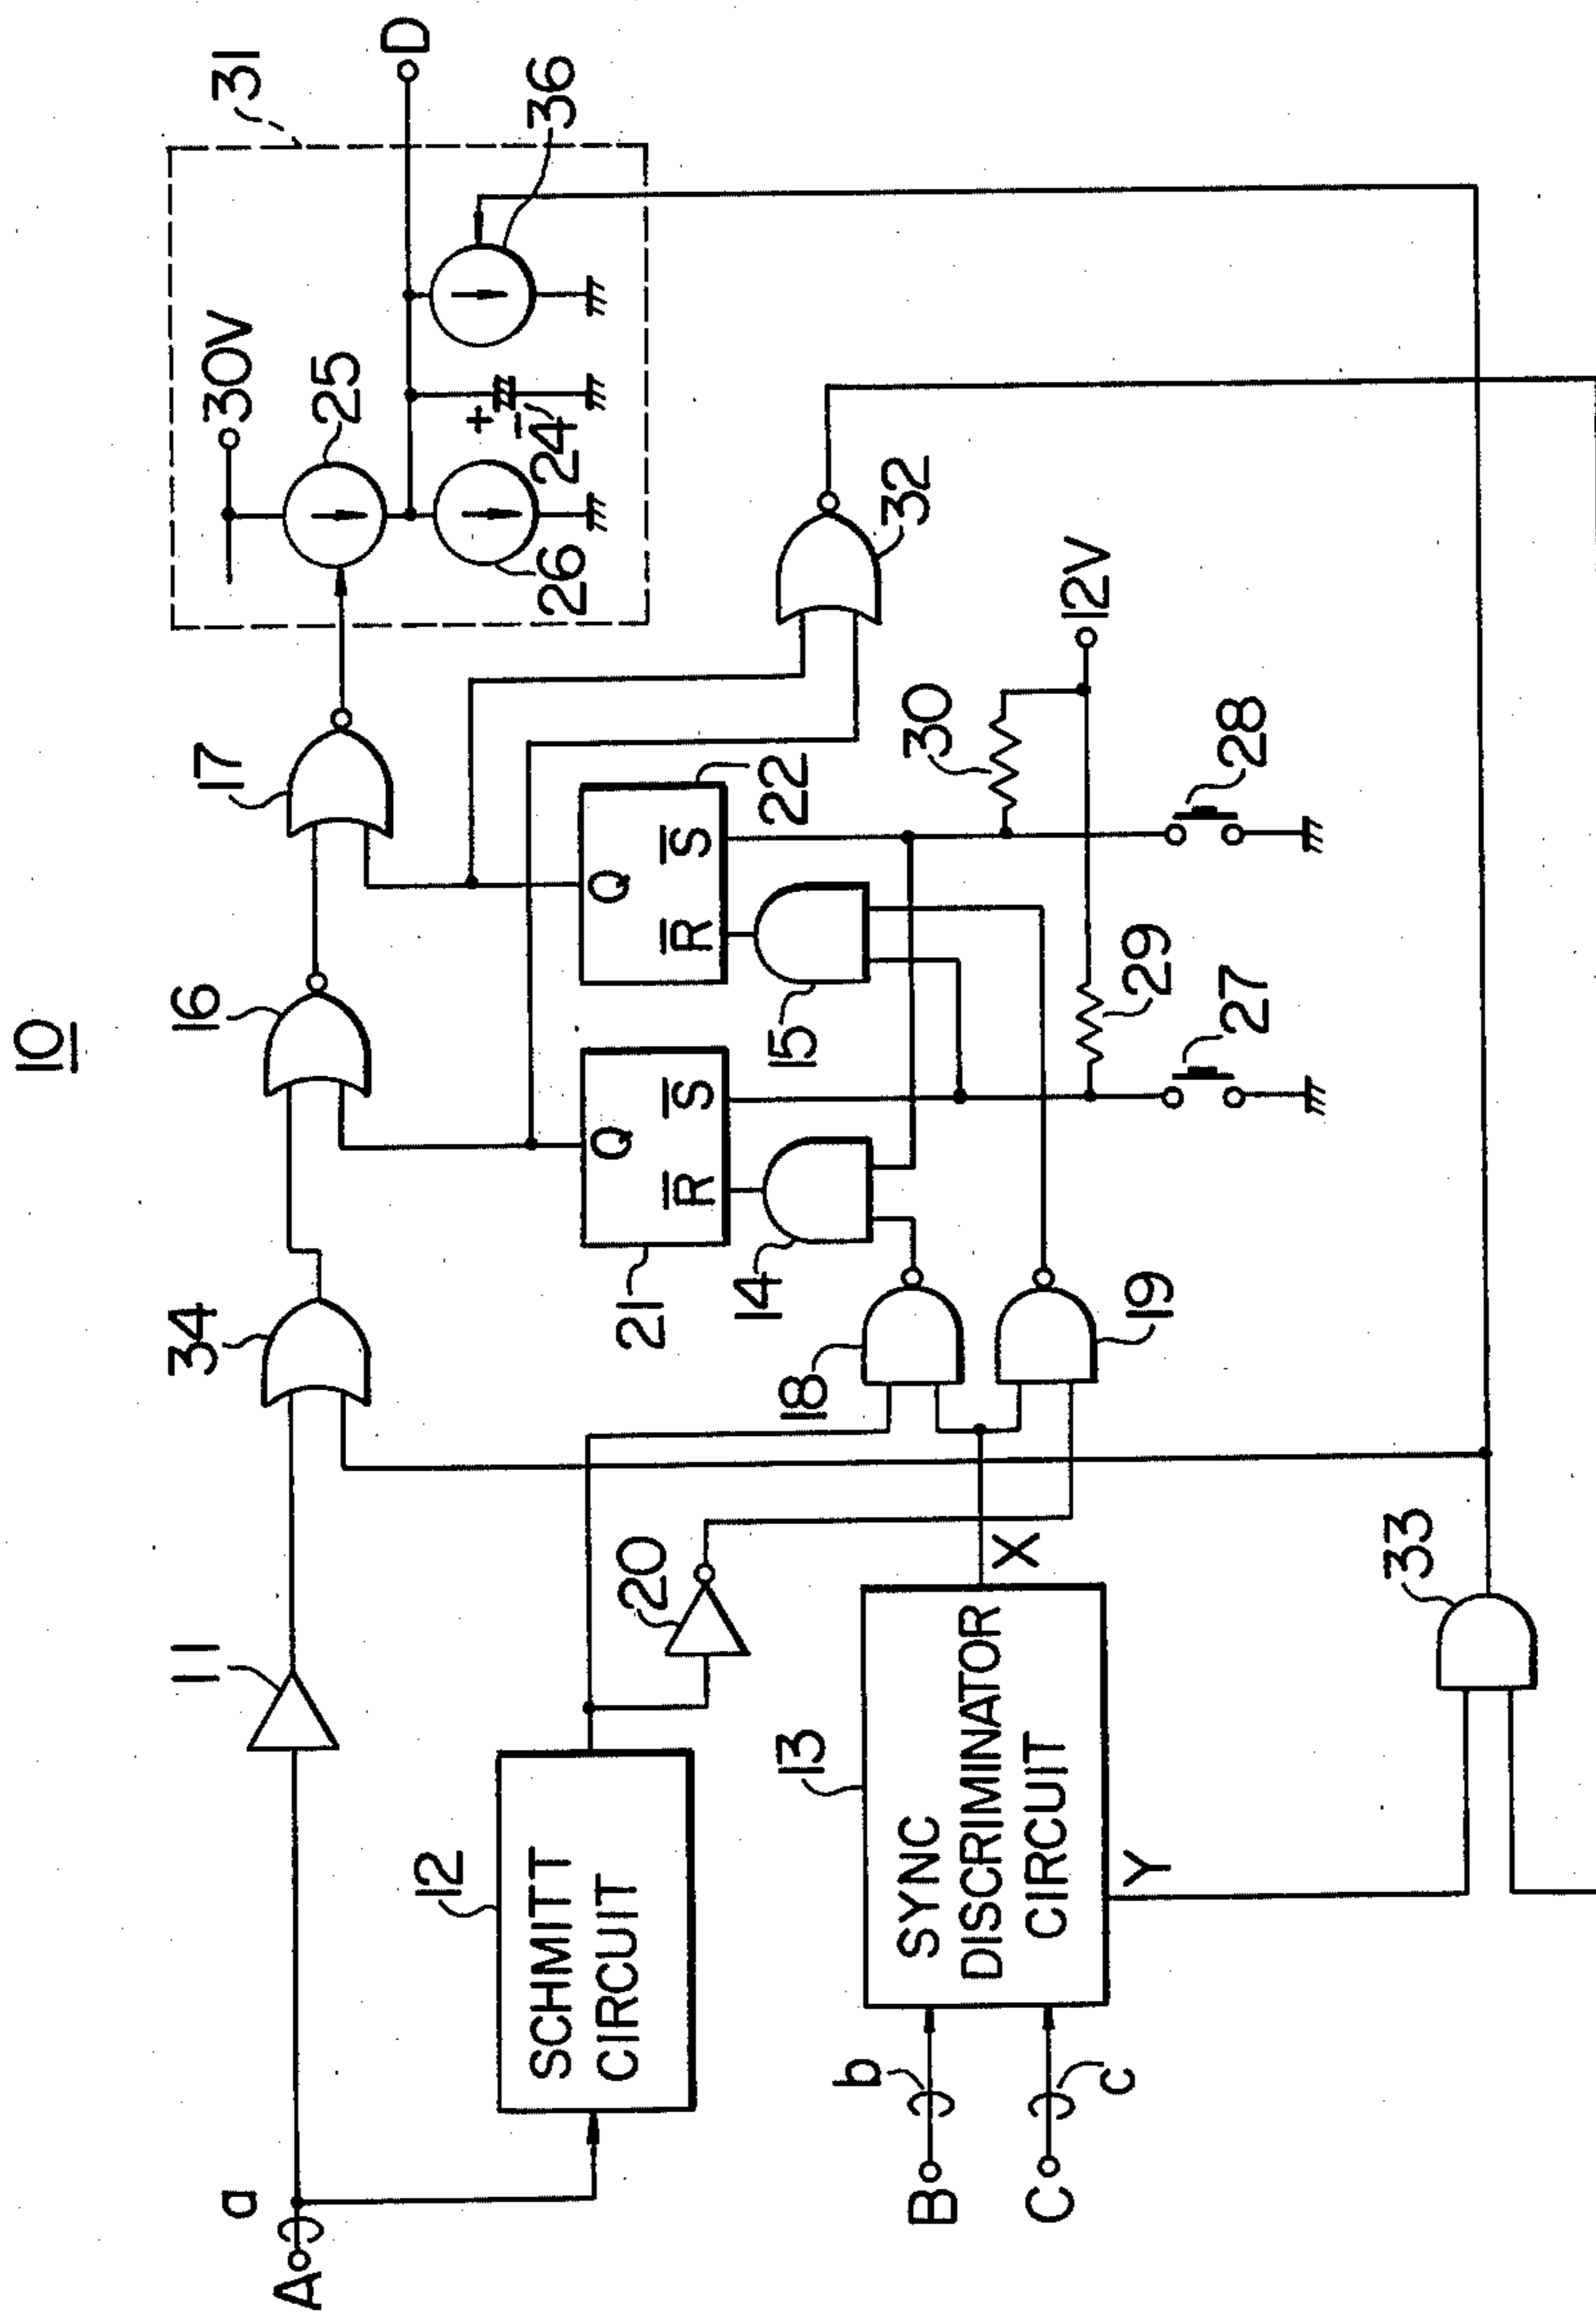 10
A
a
11
34
16
17
30V
25
31
D
36
26
24
+
−
12
SCHMITT
CIRCUIT
20
21
Q
R̅
S̅
22
Q
R̅
S̅
32
14
15
30
12V
29
27
28
18
19
B
b
C
c
13
SYNC
DISCRIMINATOR
CIRCUIT
X
Y
33